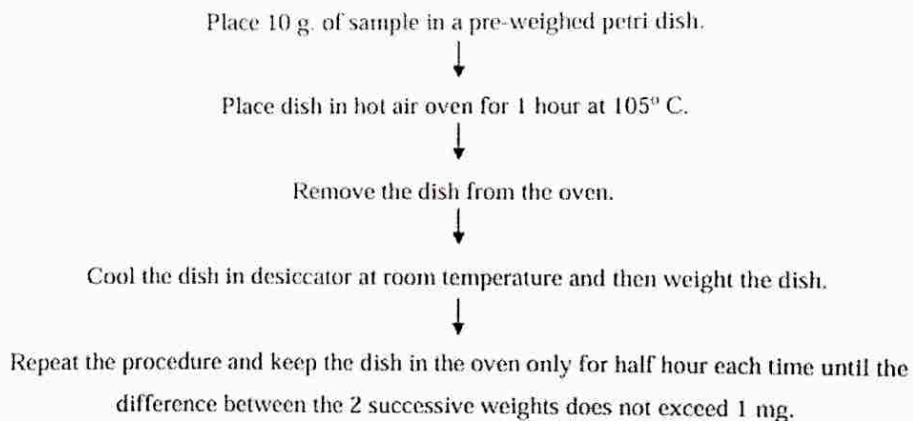 Place 10 g. of sample in a pre-weighed petri dish.
Place dish in hot air oven for 1 hour at 105° C.
Remove the dish from the oven.
Cool the dish in desiccator at room temperature and then weight the dish.
Repeat the procedure and keep the dish in the oven only for half hour each time until the
difference between the 2 successive weights does not exceed 1 mg.